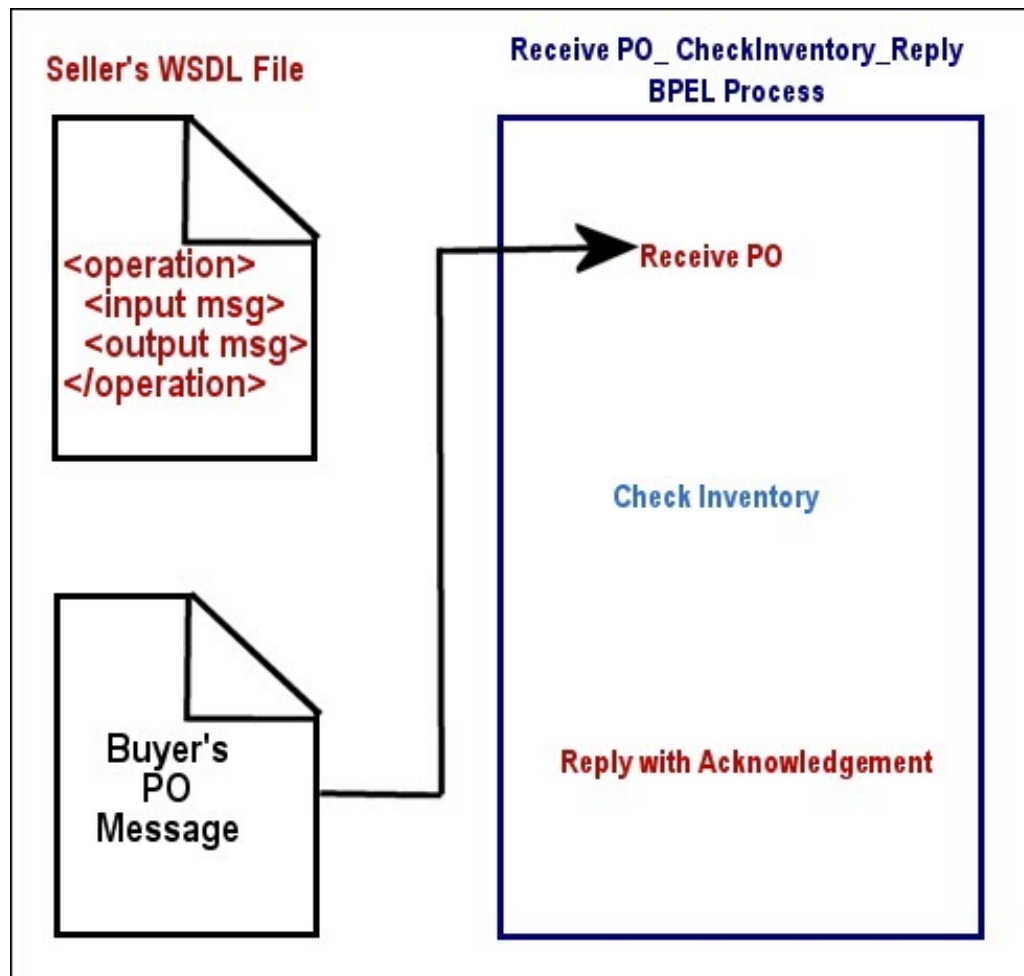 Seller's WSDL File
<operation>
<input msg>
<output msg>
</operation>
Buyer's
PO
Message
Receive PO_ CheckInventory_Reply
BPEL Process
Receive PO
Check Inventory
Reply with Acknowledgement